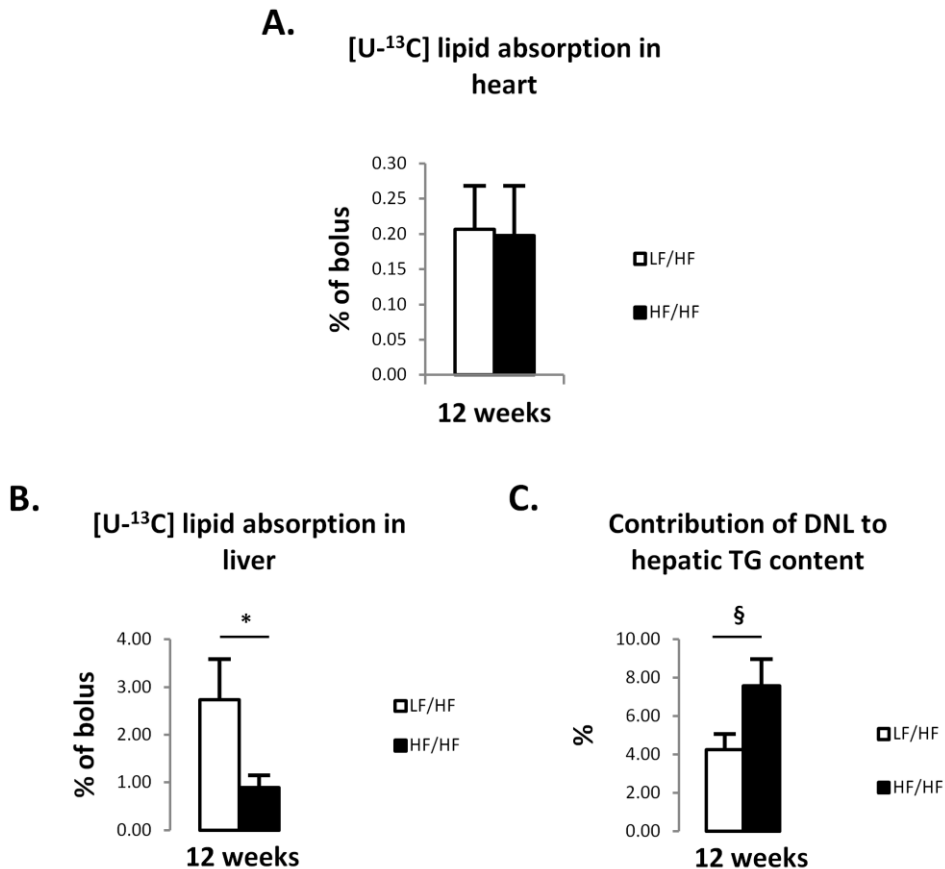 A.
[U-¹³C] lipid absorption in
heart
0.30
0.25
0.20
0.15
0.10
0.05
0.00
% of bolus
12 weeks
LF/HF
HF/HF
B.
[U-¹³C] lipid absorption in
liver
*
4.00
3.00
2.00
1.00
0.00
% of bolus
12 weeks
LF/HF
HF/HF
C.
Contribution of DNL to
hepatic TG content
§
10.00
8.00
6.00
4.00
2.00
0.00
%
12 weeks
LF/HF
HF/HF